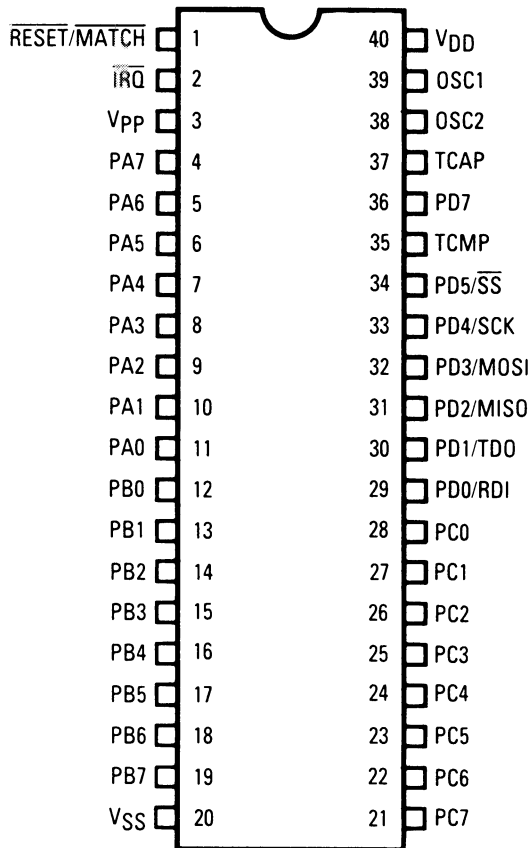 RESET/MATCH 1 40 VDD
IRQ 2 39 OSC1
VPP 3 38 OSC2
PA7 4 37 TCAP
PA6 5 36 PD7
PA5 6 35 TCMP
PA4 7 34 PD5/SS
PA3 8 33 PD4/SCK
PA2 9 32 PD3/MOSI
PA1 10 31 PD2/MISO
PA0 11 30 PD1/TDO
PB0 12 29 PD0/RDI
PB1 13 28 PC0
PB2 14 27 PC1
PB3 15 26 PC2
PB4 16 25 PC3
PB5 17 24 PC4
PB6 18 23 PC5
PB7 19 22 PC6
VSS 20 21 PC7